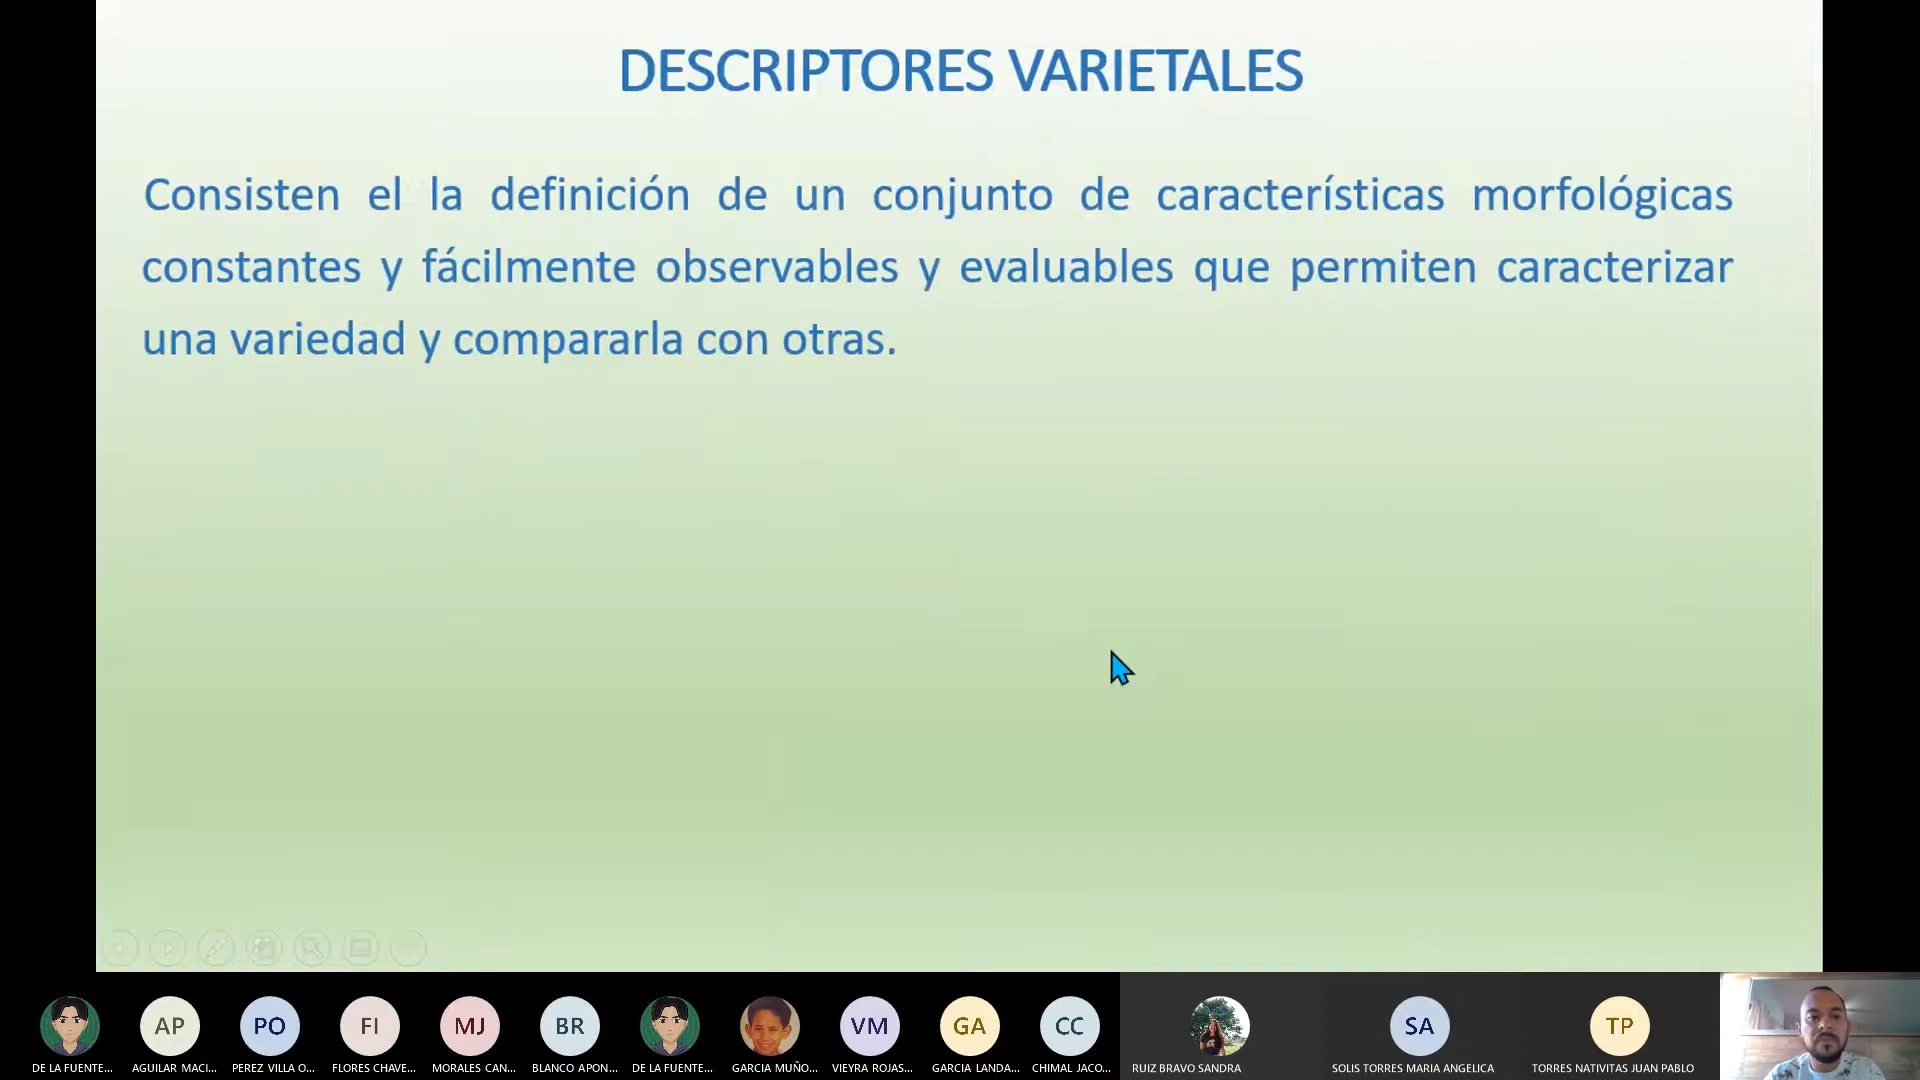 DESCRIPTORES VARIETALES
Consisten el la definición de un conjunto de características morfológicas
constantes y fácilmente observables y evaluables que permiten caracterizar
una variedad y compararla con otras.
AP PO FI MJ BR VM GA CC SA TP
DE LA FUENTE... AGUILAR MACI... PEREZ VILLA O... FLORES CHAVE... MORALES CAN... BLANCO APON... DE LA FUENTE... GARCIA MUÑO... VIEYRA ROJAS... GARCIA LANDA... CHIMAL JACO... RUIZ BRAVO SANDRA SOLIS TORRES MARIA ANGELICA TORRES NATIVITAS JUAN PABLO